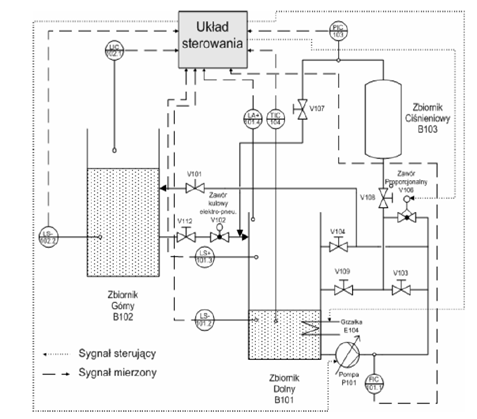 Układ
sterowania
PIC
103
LIC
102.1
LA+
101.4
TIC
104
V107
Zbiornik
Ciśnieniowy
B103
V101
Zawór
kulowy
elektro-pneu.
V102
V112
Zawór
Proporcjonalny
V106
V108
LS-
102.2
V104
LS+
101.3
V109
V103
Zbiornik
Górny
B102
LS-
101.2
Grzałka
E104
Sygnał sterujący
Sygnał mierzony
Zbiornik
Dolny
B101
Pompa
P101
FIC
101.1